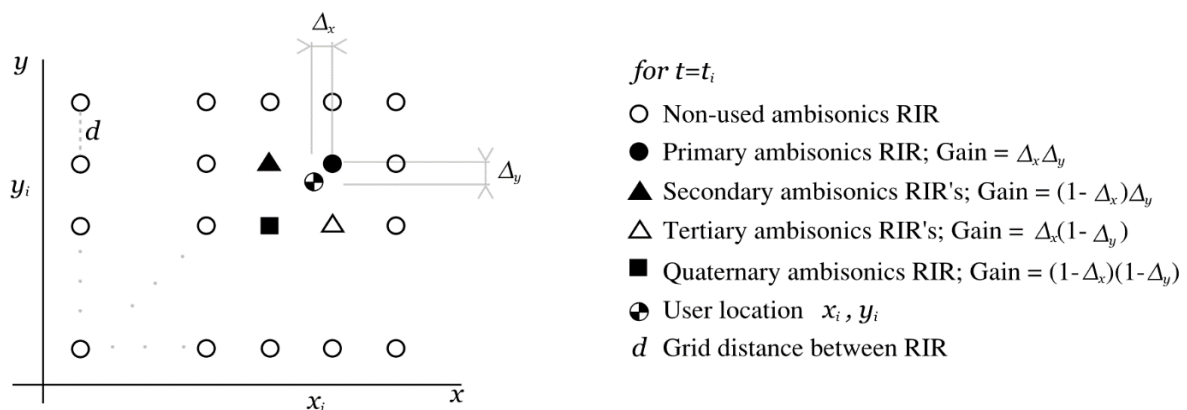 Δx
y
d
yᵢ
Δy
xᵢ
x
for t=tᵢ
Non-used ambisonics RIR
Primary ambisonics RIR; Gain = ΔxΔy
Secondary ambisonics RIR's; Gain = (1- Δx)Δy
Tertiary ambisonics RIR's; Gain = Δx(1- Δy)
Quaternary ambisonics RIR; Gain = (1-Δx)(1-Δy)
User location xᵢ , yᵢ
d Grid distance between RIR